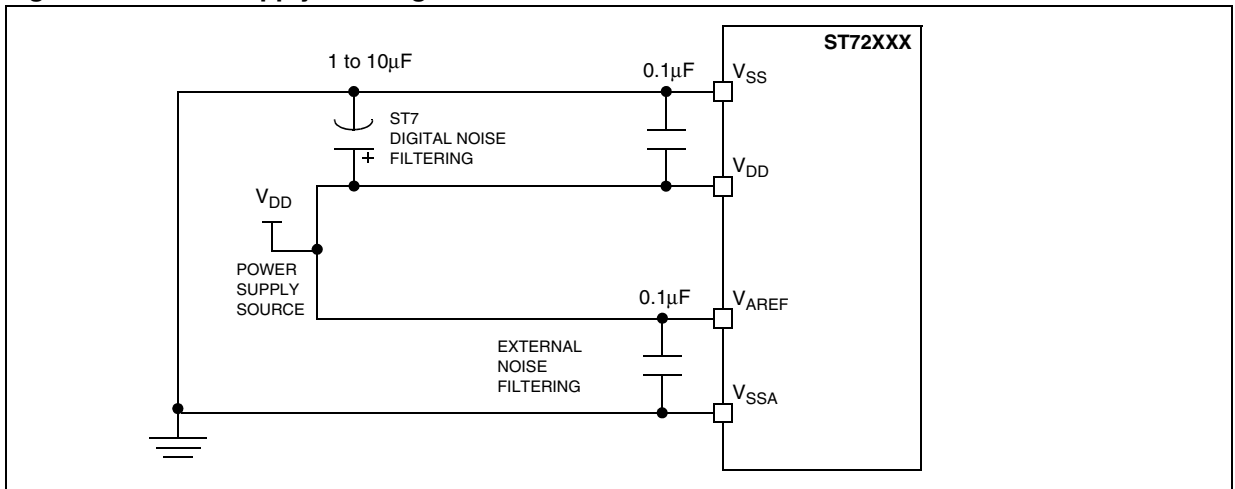 ST72XXX
1 to 10μF
0.1μF
VSS
ST7
DIGITAL NOISE
+ FILTERING
VDD
VDD
POWER
SUPPLY
SOURCE
0.1μF
VAREF
EXTERNAL
NOISE
FILTERING
VSSA